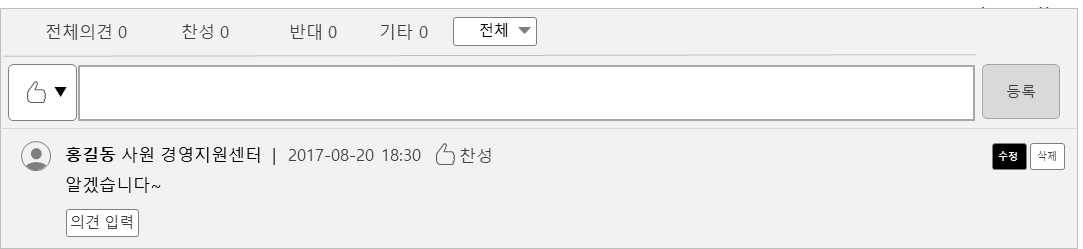 전체의견 0 찬성 0 반대 0 기타 0 전체
등록
홍길동 사원 경영지원센터 | 2017-08-20 18:30 찬성 수정 삭제
알겠습니다~
의견 입력